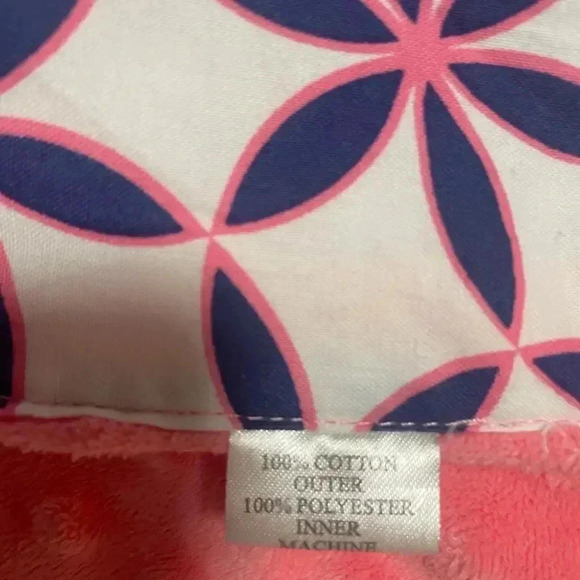 100% COTTON
OUTER
100% POLYESTER
INNER
MACHINE